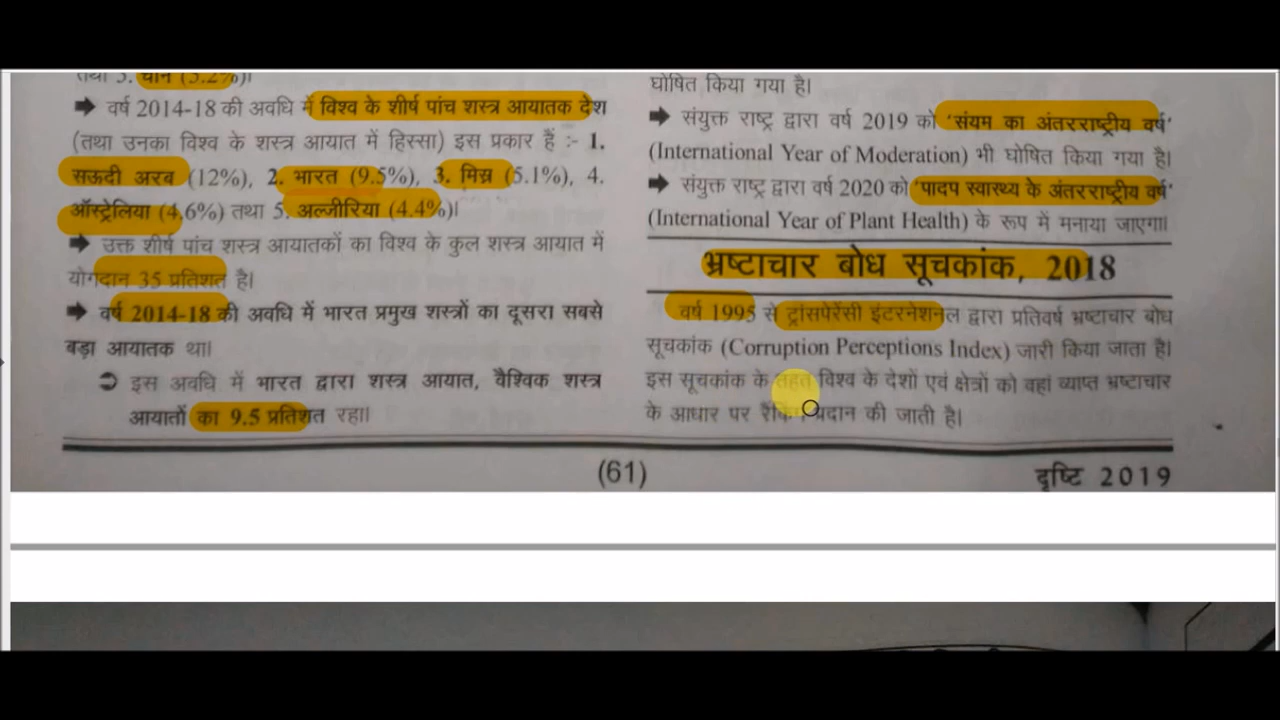 तथा 5. चीन (5.2%)।
➡ वर्ष 2014-18 की अवधि में विश्व के शीर्ष पांच शस्त्र आयातक देश
(तथा उनका विश्व के शस्त्र आयात में हिस्सा) इस प्रकार हैं :- 1.
सऊदी अरब (12%), 2. भारत (9.5%), 3. मिस्र (5.1%), 4.
ऑस्ट्रेलिया (4.6%) तथा 5. अल्जीरिया (4.4%)।
➡ उक्त शीर्ष पांच शस्त्र आयातकों का विश्व के कुल शस्त्र आयात में
योगदान 35 प्रतिशत है।
➡ वर्ष 2014-18 की अवधि में भारत प्रमुख शस्त्रों का दूसरा सबसे
बड़ा आयातक था।
➲ इस अवधि में भारत द्वारा शस्त्र आयात, वैश्विक शस्त्र
आयातों का 9.5 प्रतिशत रहा।
घोषित किया गया है।
➡ संयुक्त राष्ट्र द्वारा वर्ष 2019 को 'संयम का अंतरराष्ट्रीय वर्ष'
(International Year of Moderation) भी घोषित किया गया है।
➡ संयुक्त राष्ट्र द्वारा वर्ष 2020 को 'पादप स्वास्थ्य के अंतरराष्ट्रीय वर्ष'
(International Year of Plant Health) के रूप में मनाया जाएगा।
भ्रष्टाचार बोध सूचकांक, 2018
वर्ष 1995 से ट्रांसपेरेंसी इंटरनेशनल द्वारा प्रतिवर्ष भ्रष्टाचार बोध
सूचकांक (Corruption Perceptions Index) जारी किया जाता है।
इस सूचकांक के तहत विश्व के देशों एवं क्षेत्रों को वहां व्याप्त भ्रष्टाचार
के आधार पर रैंकिंग प्रदान की जाती है।
(61)
दृष्टि 2019